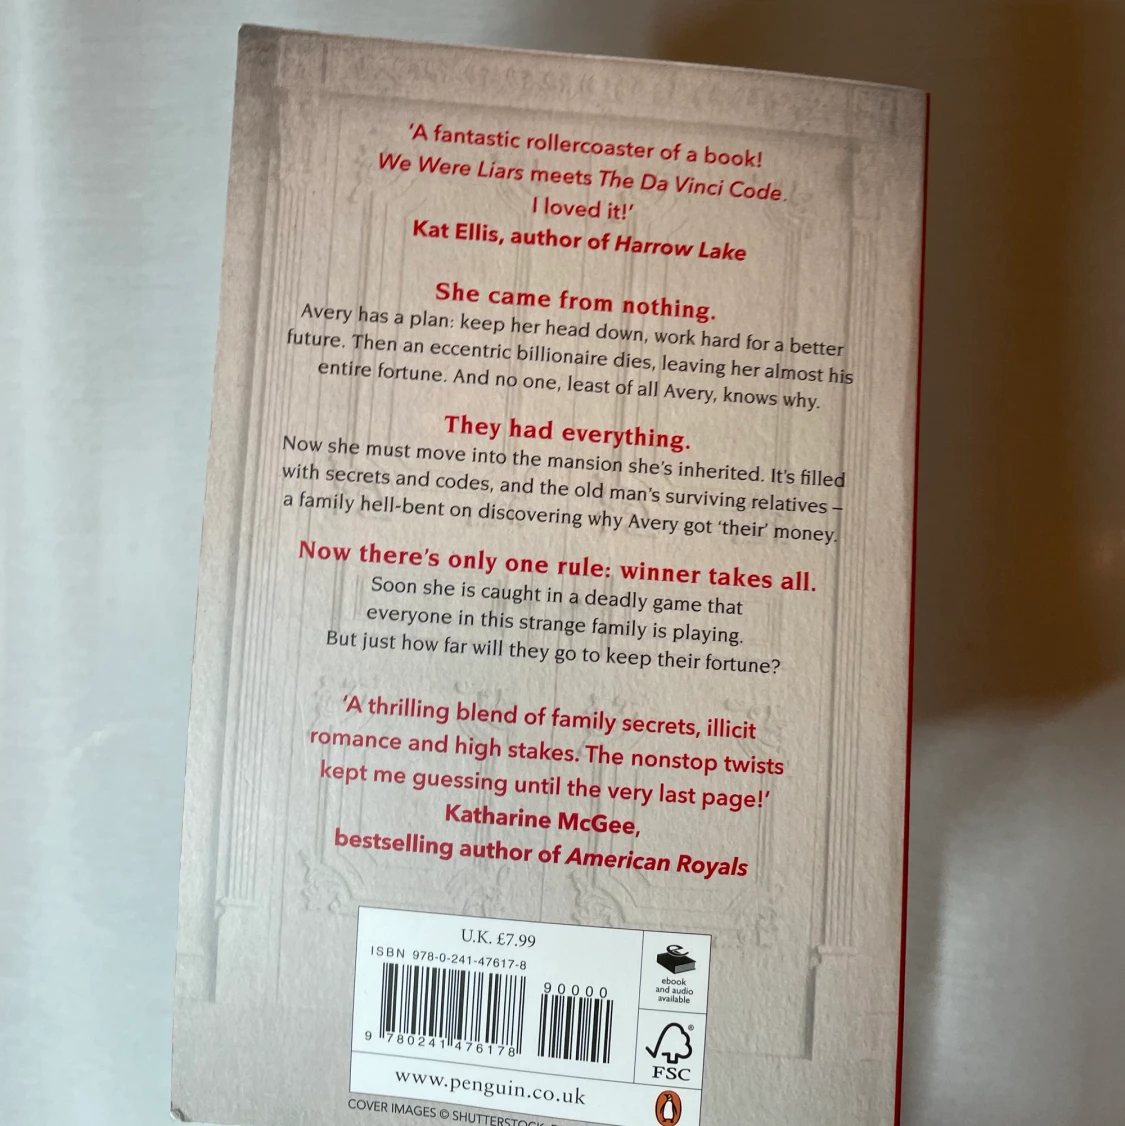 ‘A fantastic rollercoaster of a book!
We Were Liars meets The Da Vinci Code.
I loved it!’
Kat Ellis, author of Harrow Lake
She came from nothing.
Avery has a plan: keep her head down, work hard for a better
future. Then an eccentric billionaire dies, leaving her almost his
entire fortune. And no one, least of all Avery, knows why.
They had everything.
Now she must move into the mansion she’s inherited. It’s filled
with secrets and codes, and the old man’s surviving relatives –
a family hell-bent on discovering why Avery got ‘their’ money.
Now there’s only one rule: winner takes all.
Soon she is caught in a deadly game that
everyone in this strange family is playing.
But just how far will they go to keep their fortune?
‘A thrilling blend of family secrets, illicit
romance and high stakes. The nonstop twists
kept me guessing until the very last page!’
Katharine McGee,
bestselling author of American Royals
U.K. £7.99
ISBN 978-0-241-47617-8
90000
9 780241 476178
e
ebook
and audio
available
®
FSC
www.penguin.co.uk
COVER IMAGES © SHUTTERSTOCK